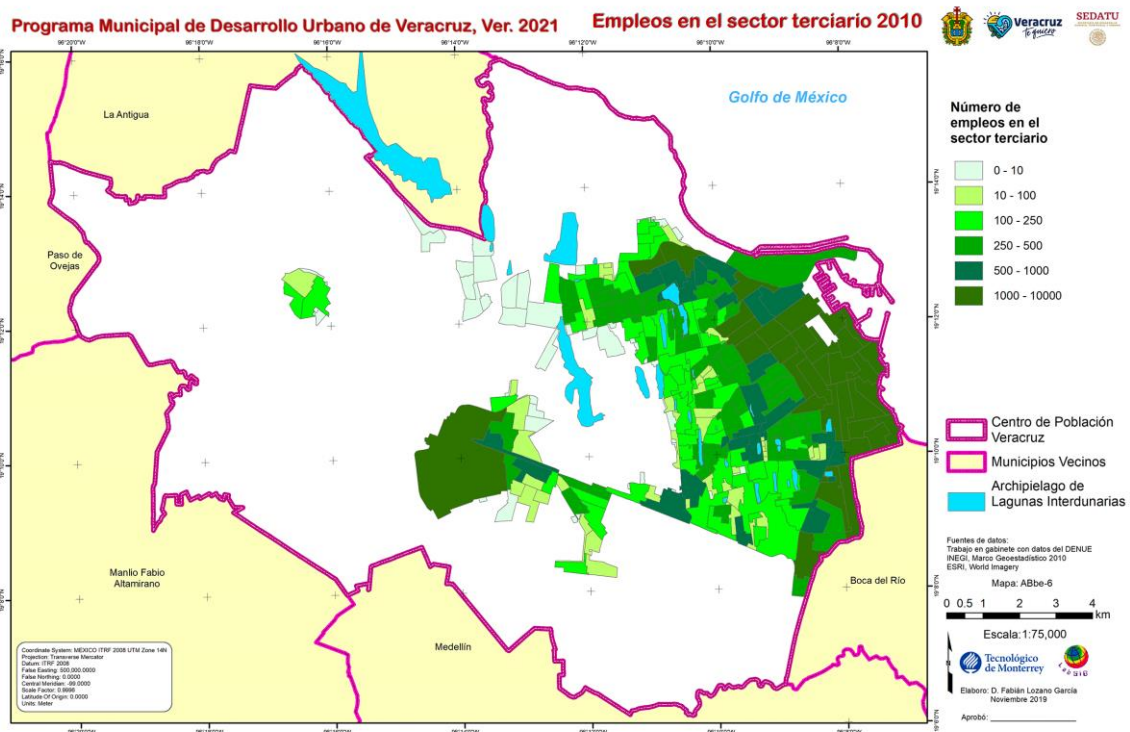 Programa Municipal de Desarrollo Urbano de Veracruz, Ver. 2021
Empleos en el sector terciario 2010
Veracruz
Te quiero
SEDATU
96°20'0"W 96°18'0"W 96°16'0"W 96°14'0"W 96°12'0"W 96°10'0"W 96°8'0"W
Golfo de México
La Antigua
Paso de
Ovejas
Manlio Fabio
Altamirano
Medellín
Boca del Río
Número de
empleos en el
sector terciario
0 - 10
10 - 100
100 - 250
250 - 500
500 - 1000
1000 - 10000
Centro de Población
Veracruz
Municipios Vecinos
Archipielago de
Lagunas Interdunarias
Fuentes de datos:
Trabajo en gabinete con datos del DENUE
INEGI, Marco Geoestadístico 2010
ESRI, World Imagery
Mapa: ABbe-6
0 0.5 1 2 3 4
km
Escala:1:75,000
Tecnológico
de Monterrey
Elaboro: D. Fabián Lozano García
Noviembre 2019
Aprobó:
Coordinate System: MEXICO ITRF 2008 UTM Zone 14N
Projection: Transverse Mercator
Datum: ITRF 2008
False Easting: 500,000.0000
False Northing: 0.0000
Central Meridian: -99.0000
Scale Factor: 0.9996
Latitude Of Origin: 0.0000
Units: Meter